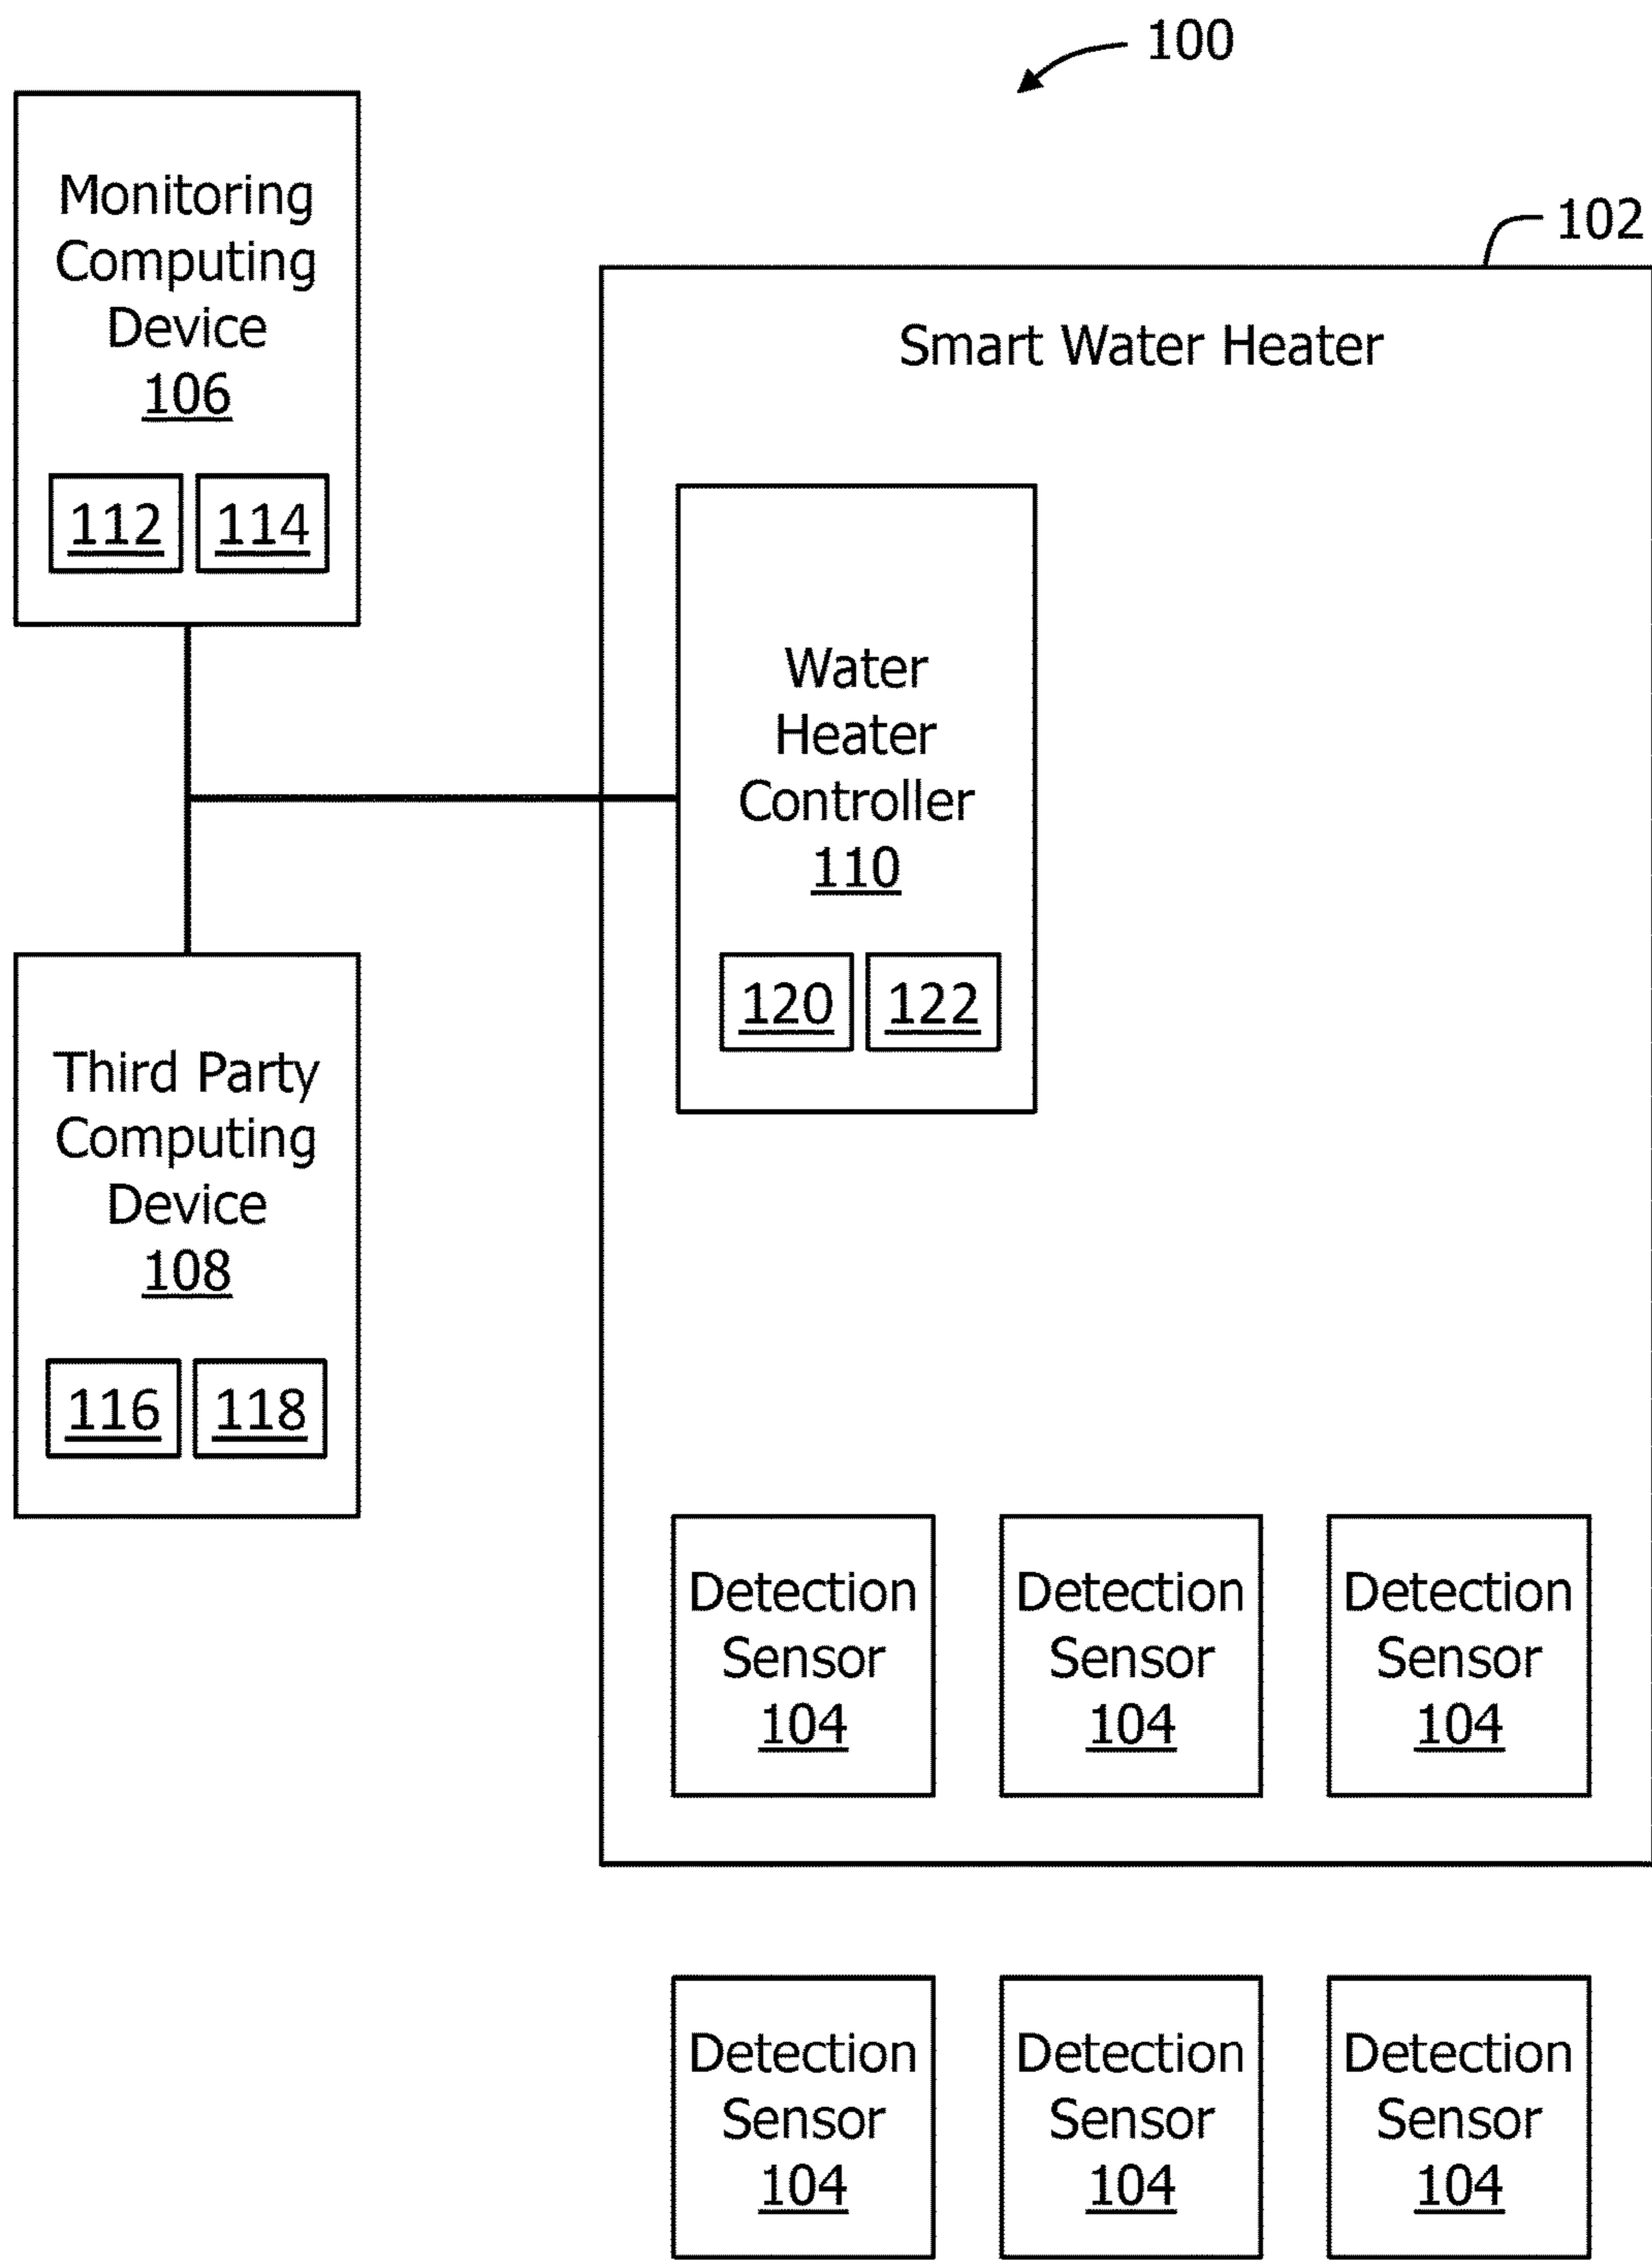 100
Monitoring
Computing
Device
106
112 114
102
Smart Water Heater
Water
Heater
Controller
110
120 122
Third Party
Computing
Device
108
116 118
Detection
Sensor
104
Detection
Sensor
104
Detection
Sensor
104
Detection
Sensor
104
Detection
Sensor
104
Detection
Sensor
104